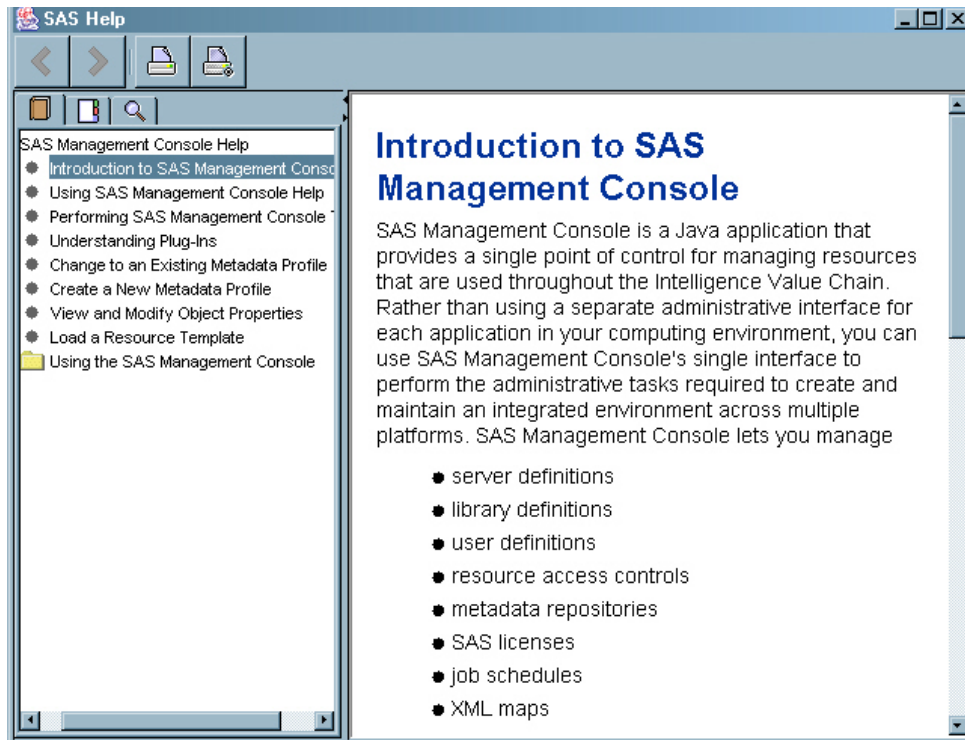 SAS Help
SAS Management Console Help
Introduction to SAS Management Consc
Using SAS Management Console Help
Performing SAS Management Console
Understanding Plug-Ins
Change to an Existing Metadata Profile
Create a New Metadata Profile
View and Modify Object Properties
Load a Resource Template
Using the SAS Management Console
Introduction to SAS
Management Console
SAS Management Console is a Java application that
provides a single point of control for managing resources
that are used throughout the Intelligence Value Chain.
Rather than using a separate administrative interface for
each application in your computing environment, you can
use SAS Management Console's single interface to
perform the administrative tasks required to create and
maintain an integrated environment across multiple
platforms. SAS Management Console lets you manage
server definitions
library definitions
user definitions
resource access controls
metadata repositories
SAS licenses
job schedules
XML maps